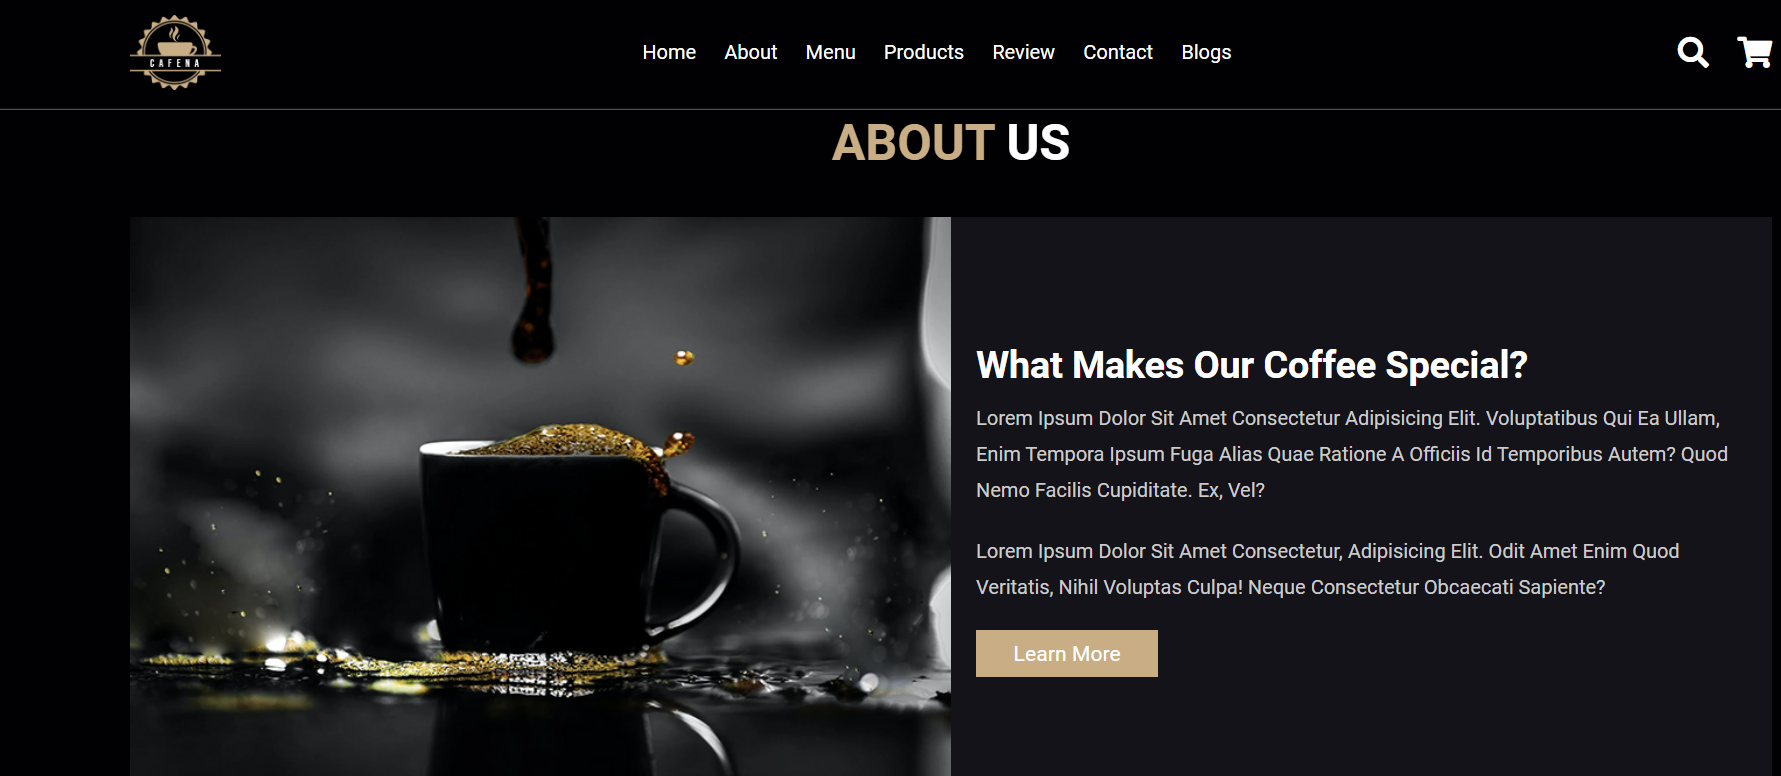 CAFENA
Home About Menu Products Review Contact Blogs
ABOUT US
What Makes Our Coffee Special?
Lorem Ipsum Dolor Sit Amet Consectetur Adipisicing Elit. Voluptatibus Qui Ea Ullam,
Enim Tempora Ipsum Fuga Alias Quae Ratione A Officiis Id Temporibus Autem? Quod
Nemo Facilis Cupiditate. Ex, Vel?
Lorem Ipsum Dolor Sit Amet Consectetur, Adipisicing Elit. Odit Amet Enim Quod
Veritatis, Nihil Voluptas Culpa! Neque Consectetur Obcaecati Sapiente?
Learn More